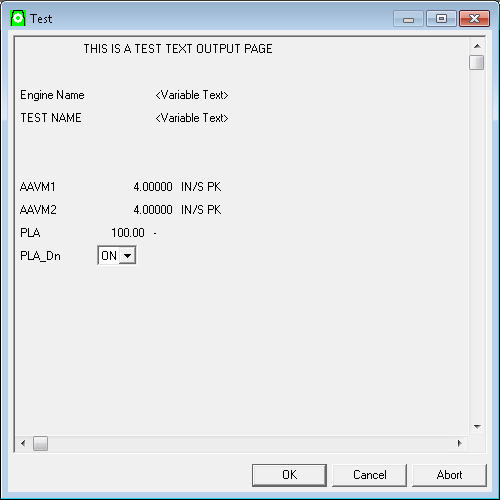 Test
THIS IS A TEST TEXT OUTPUT PAGE
Engine Name <Variable Text>
TEST NAME <Variable Text>
AAVM1 4.00000 IN/S PK
AAVM2 4.00000 IN/S PK
PLA 100.00 -
PLA_Dn ON
OK Cancel Abort